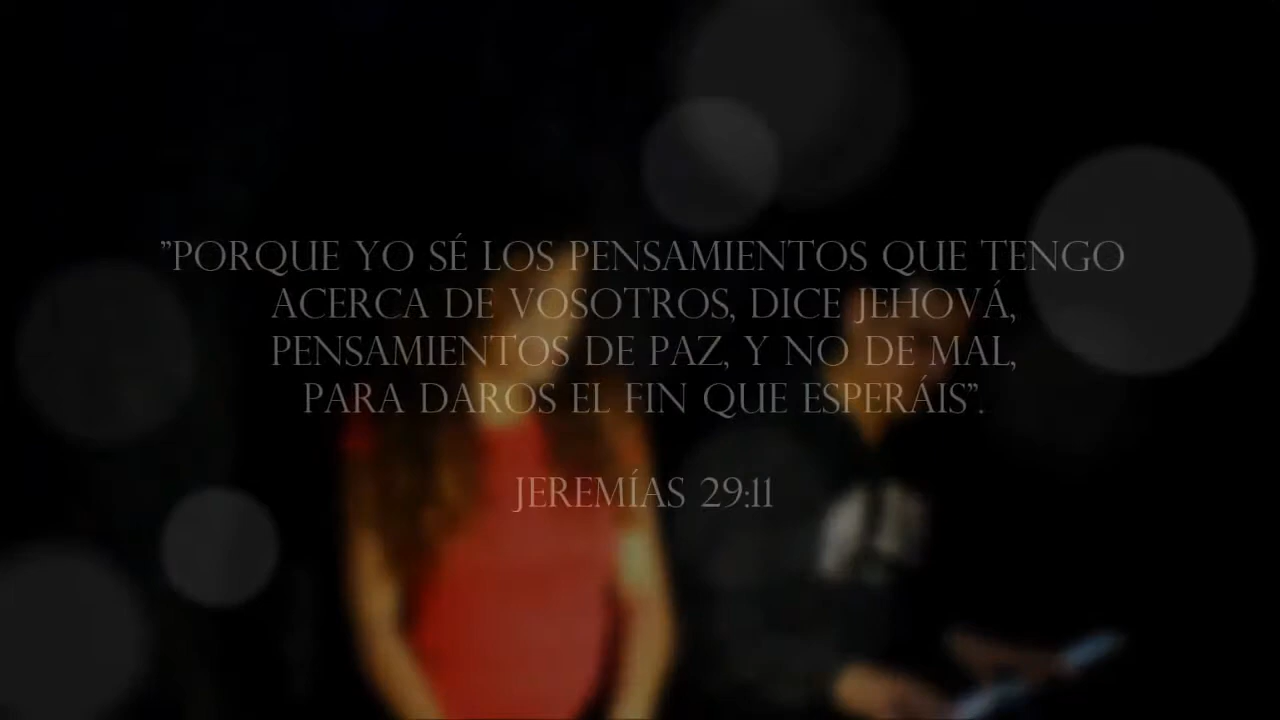 ”PORQUE YO SÉ LOS PENSAMIENTOS QUE TENGO
ACERCA DE VOSOTROS, DICE JEHOVÁ,
PENSAMIENTOS DE PAZ, Y NO DE MAL,
PARA DAROS EL FIN QUE ESPERÁIS”.
JEREMÍAS 29:11